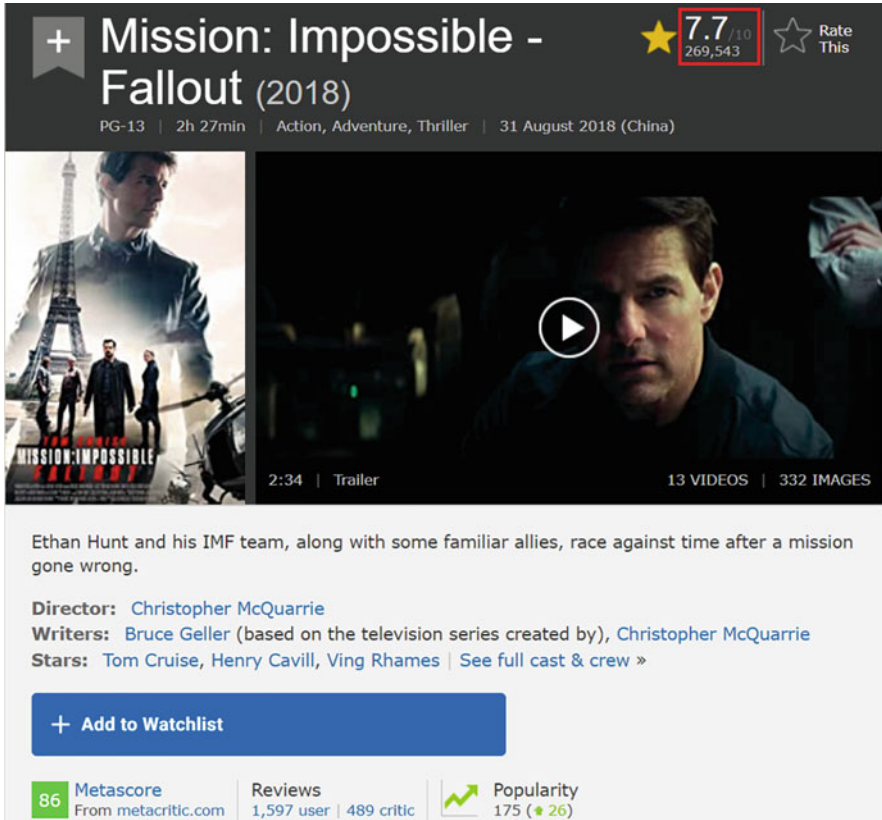 Mission: Impossible -
Fallout (2018)
7.7/10
269,543
Rate
This
PG-13 | 2h 27min | Action, Adventure, Thriller | 31 August 2018 (China)
TOM CRUISE
MISSION:IMPOSSIBLE
FALLOUT
2:34 | Trailer
13 VIDEOS | 332 IMAGES
Ethan Hunt and his IMF team, along with some familiar allies, race against time after a mission
gone wrong.
Director: Christopher McQuarrie
Writers: Bruce Geller (based on the television series created by), Christopher McQuarrie
Stars: Tom Cruise, Henry Cavill, Ving Rhames | See full cast & crew »
+ Add to Watchlist
86 Metascore
From metacritic.com
Reviews
1,597 user | 489 critic
Popularity
175 (↑ 26)